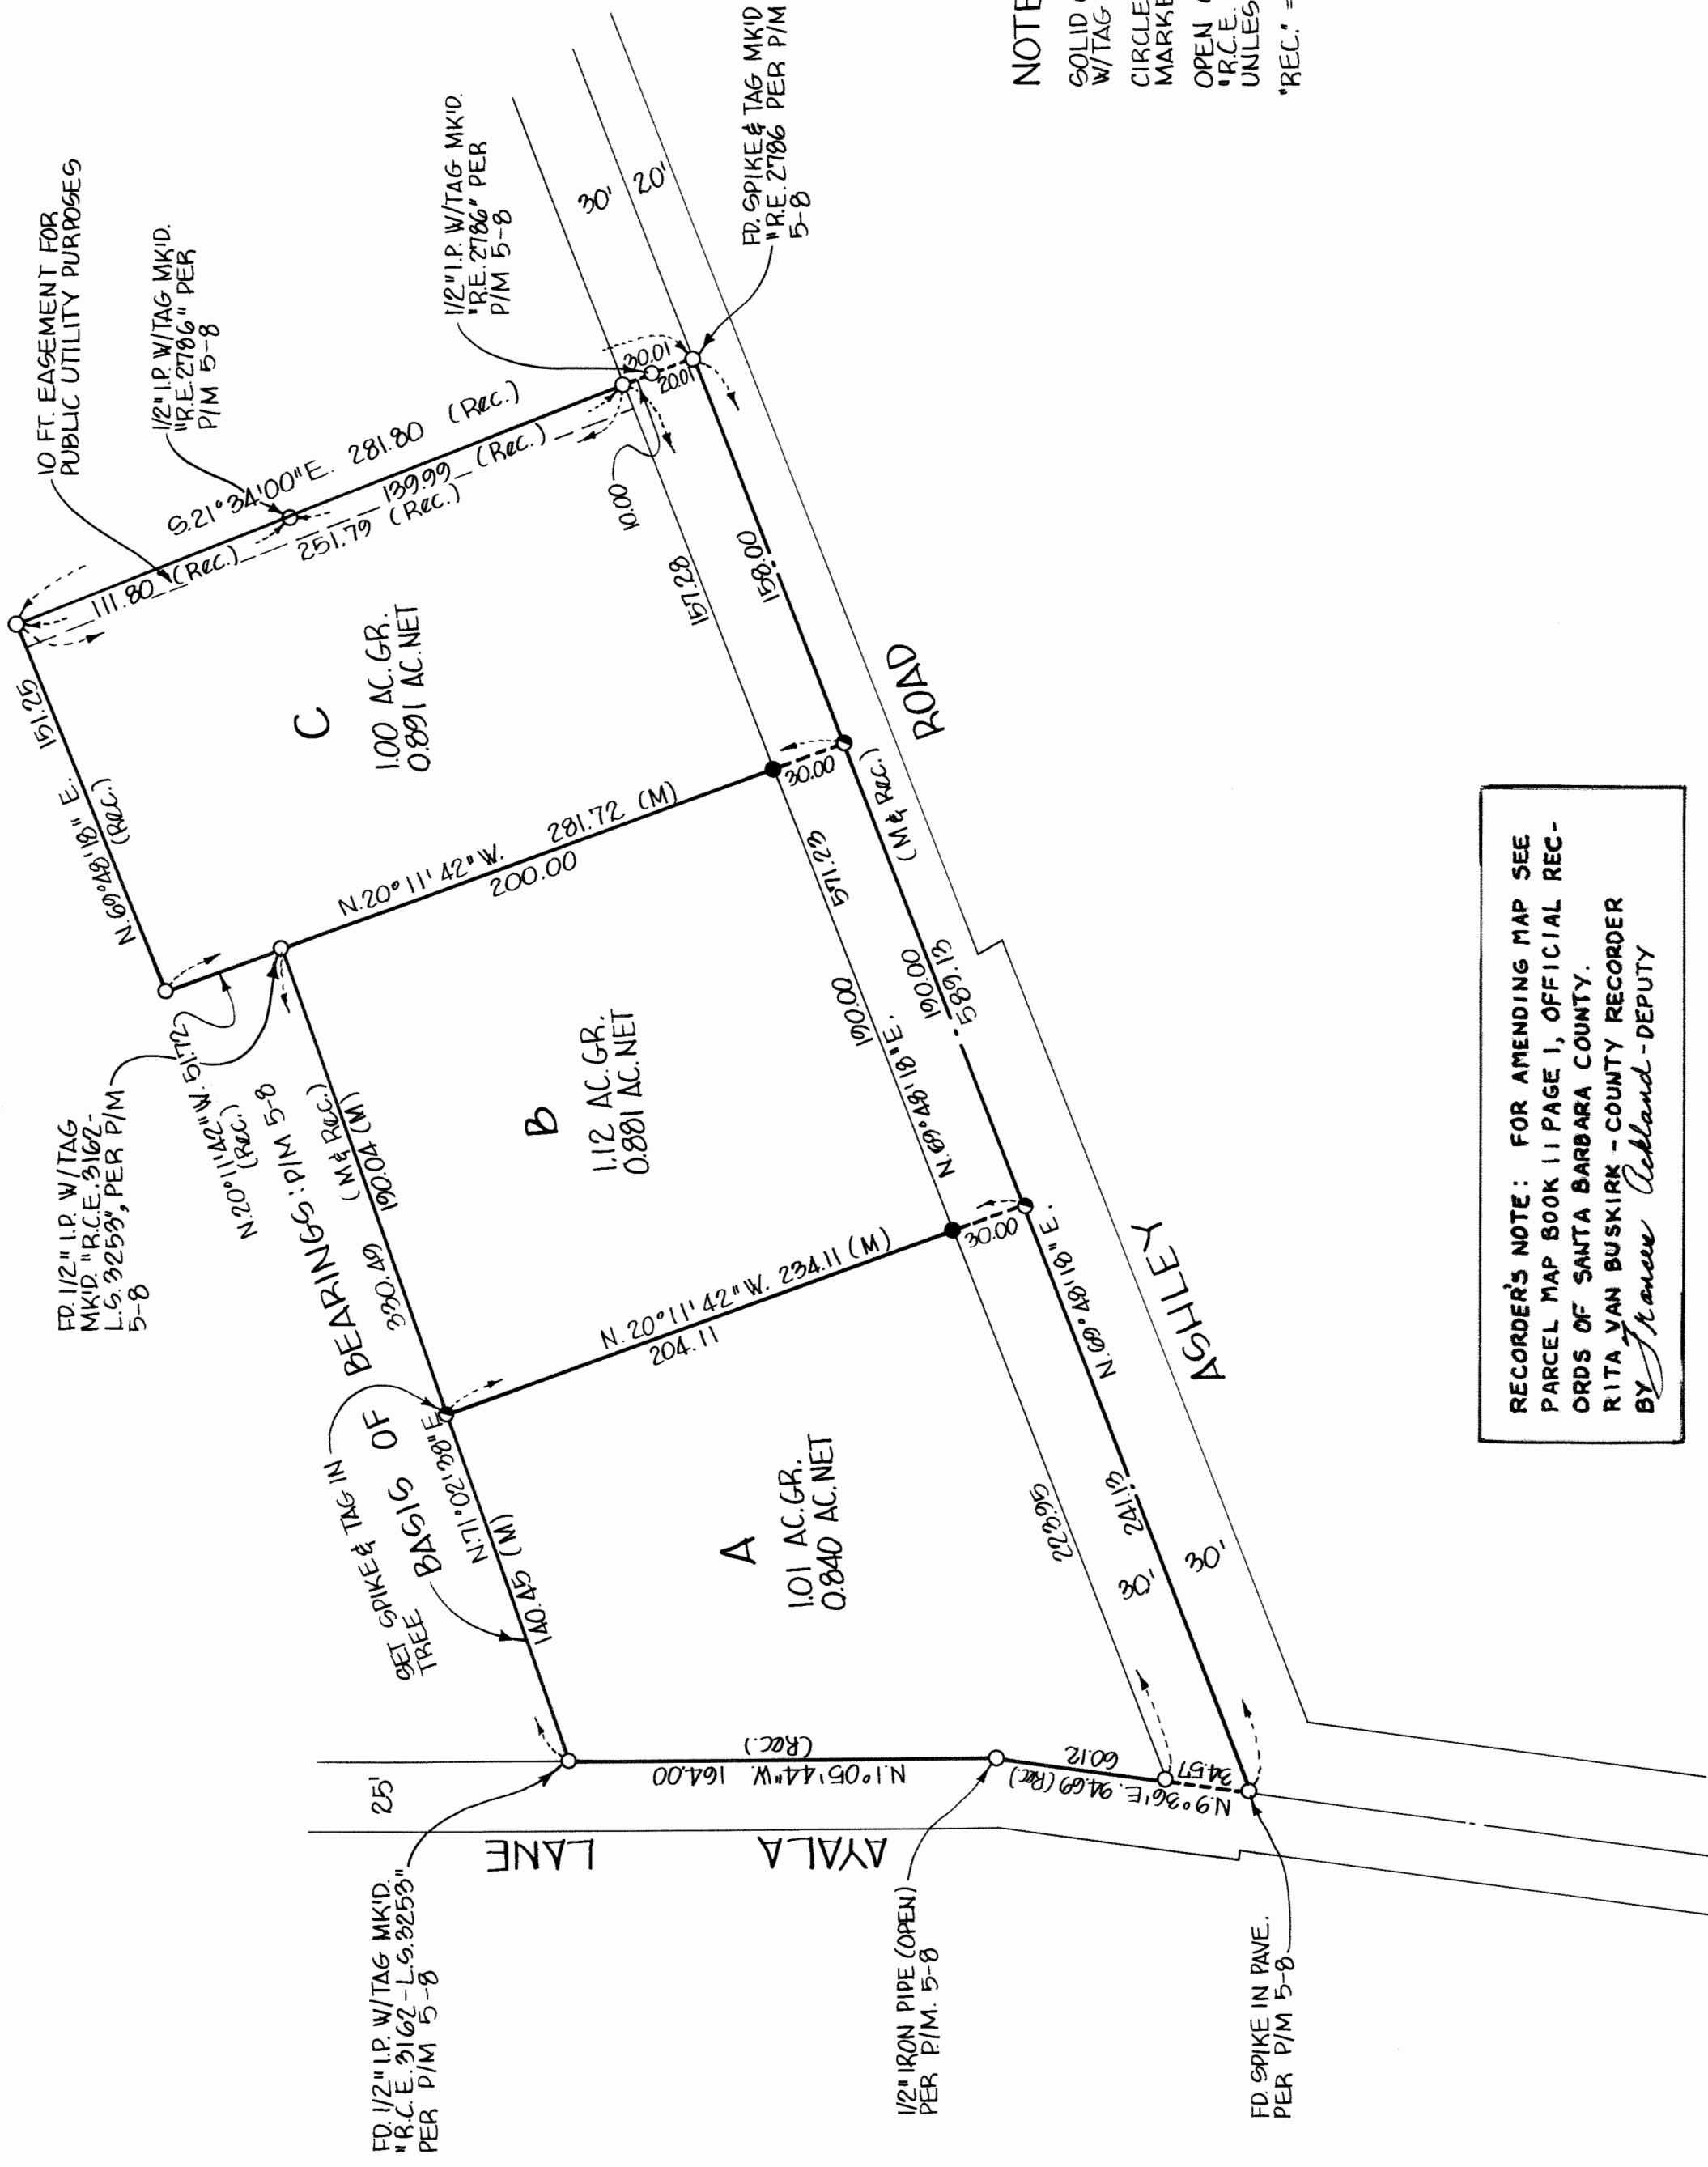 10 FT. EASEMENT FOR
PUBLIC UTILITY PURPOSES
1/2" I.P. W/TAG MK'D.
"R.E. 2786" PER
P/M 5-8
1/2" I.P. W/TAG MK'D.
"R.E. 2786" PER
P/M 5-8
FD. SPIKE & TAG MK'D
"R.E. 2786 PER P/M
5-8
S.21°34'00"E. 281.80 (Rec.)
111.80 (Rec.)
139.99 (Rec.)
251.79 (Rec.)
30'
20'
30.01
20.01
10.00
151.25
N.69°48'18"E.
(Rec.)
C
1.00 AC.GR.
0.891 AC.NET
157.28
158.00
N.20°11'42"W. 281.72 (M)
200.00
30.00
FD. 1/2" I.P. W/TAG
MK'D. "R.C.E. 3162-
L.S. 3253", PER P/M
5-8
N.20°11'42"W. 51.72
(Rec.)
BASIS OF BEARINGS: P/M 5-8
N.71°02'38"E 330.49 (M & Rec.)
190.04 (M)
140.45 (M)
SET SPIKE & TAG IN
TREE
B
1.12 AC.GR.
0.881 AC.NET
N.69°48'18"E. 571.23
190.00
N.69°48'18"E. 589.13 (M & Rec.)
190.00
N. 20°11'42"W. 234.11 (M)
204.11
30.00
A
1.01 AC.GR.
0.840 AC.NET
223.95
241.13
30'
30'
ASHLEY ROAD
25'
AYALA LANE
N.1°05'44"W. 164.00
(Rec.)
N.9°36'E. 94.69 (Rec)
60.12
34.57
FD. 1/2" I.P. W/TAG MK'D.
"R.C.E. 3162-L.S. 3253"
PER P/M 5-8
1/2" IRON PIPE (OPEN)
PER P/M. 5-8
FD. SPIKE IN PAVE.
PER P/M 5-8
NOTE
SOLID
W/TAG
CIRCLE
MARKE
OPEN
"R.C.E.
UNLES
"REC." =
RECORDER'S NOTE: FOR AMENDING MAP SEE
PARCEL MAP BOOK 11 PAGE 1, OFFICIAL REC-
ORDS OF SANTA BARBARA COUNTY.
RITA VAN BUSKIRK - COUNTY RECORDER
BY Frances Ackland - DEPUTY